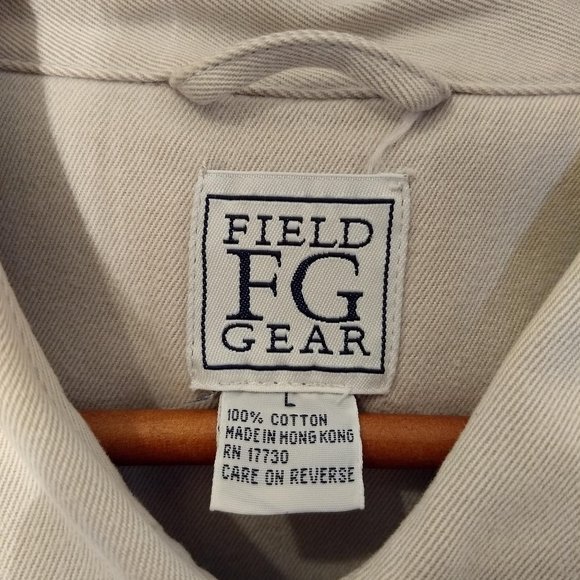 FIELD
FG
GEAR
L
100% COTTON
MADE IN HONG KONG
RN 17730
CARE ON REVERSE